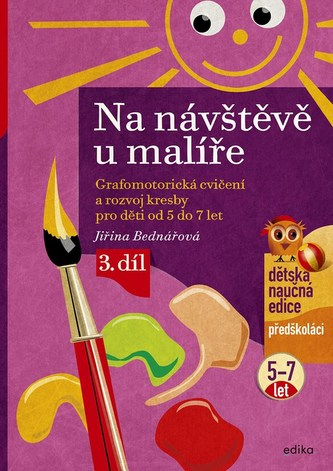 Na návštěvě
u malíře
Grafomotorická cvičení
a rozvoj kresby
pro děti od 5 do 7 let
Jiřina Bednářová
3. díl
dětská
naučná
edice
předškoláci
5–7
let
edika